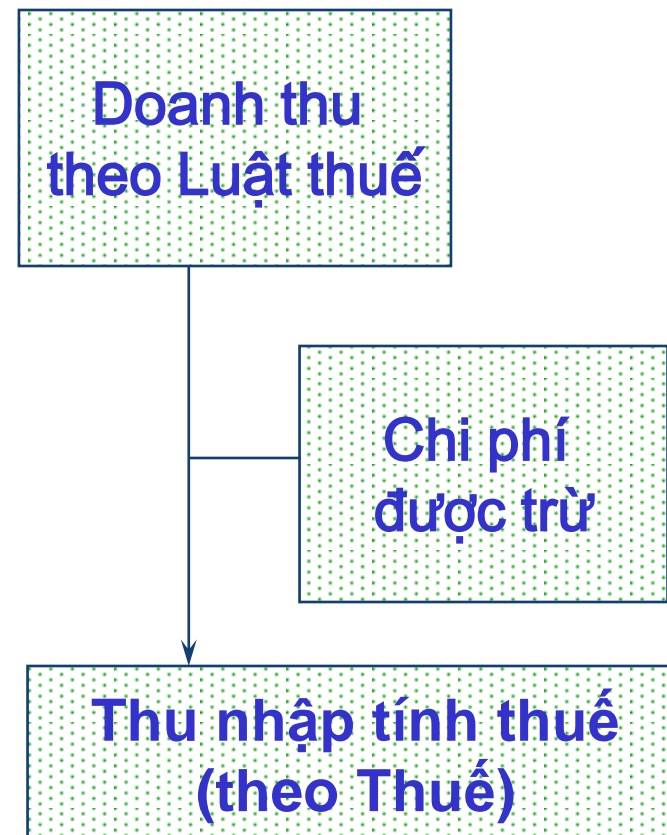 Doanh thu
theo Luật thuế
Chi phí
được trừ
Thu nhập tính thuế
(theo Thuế)